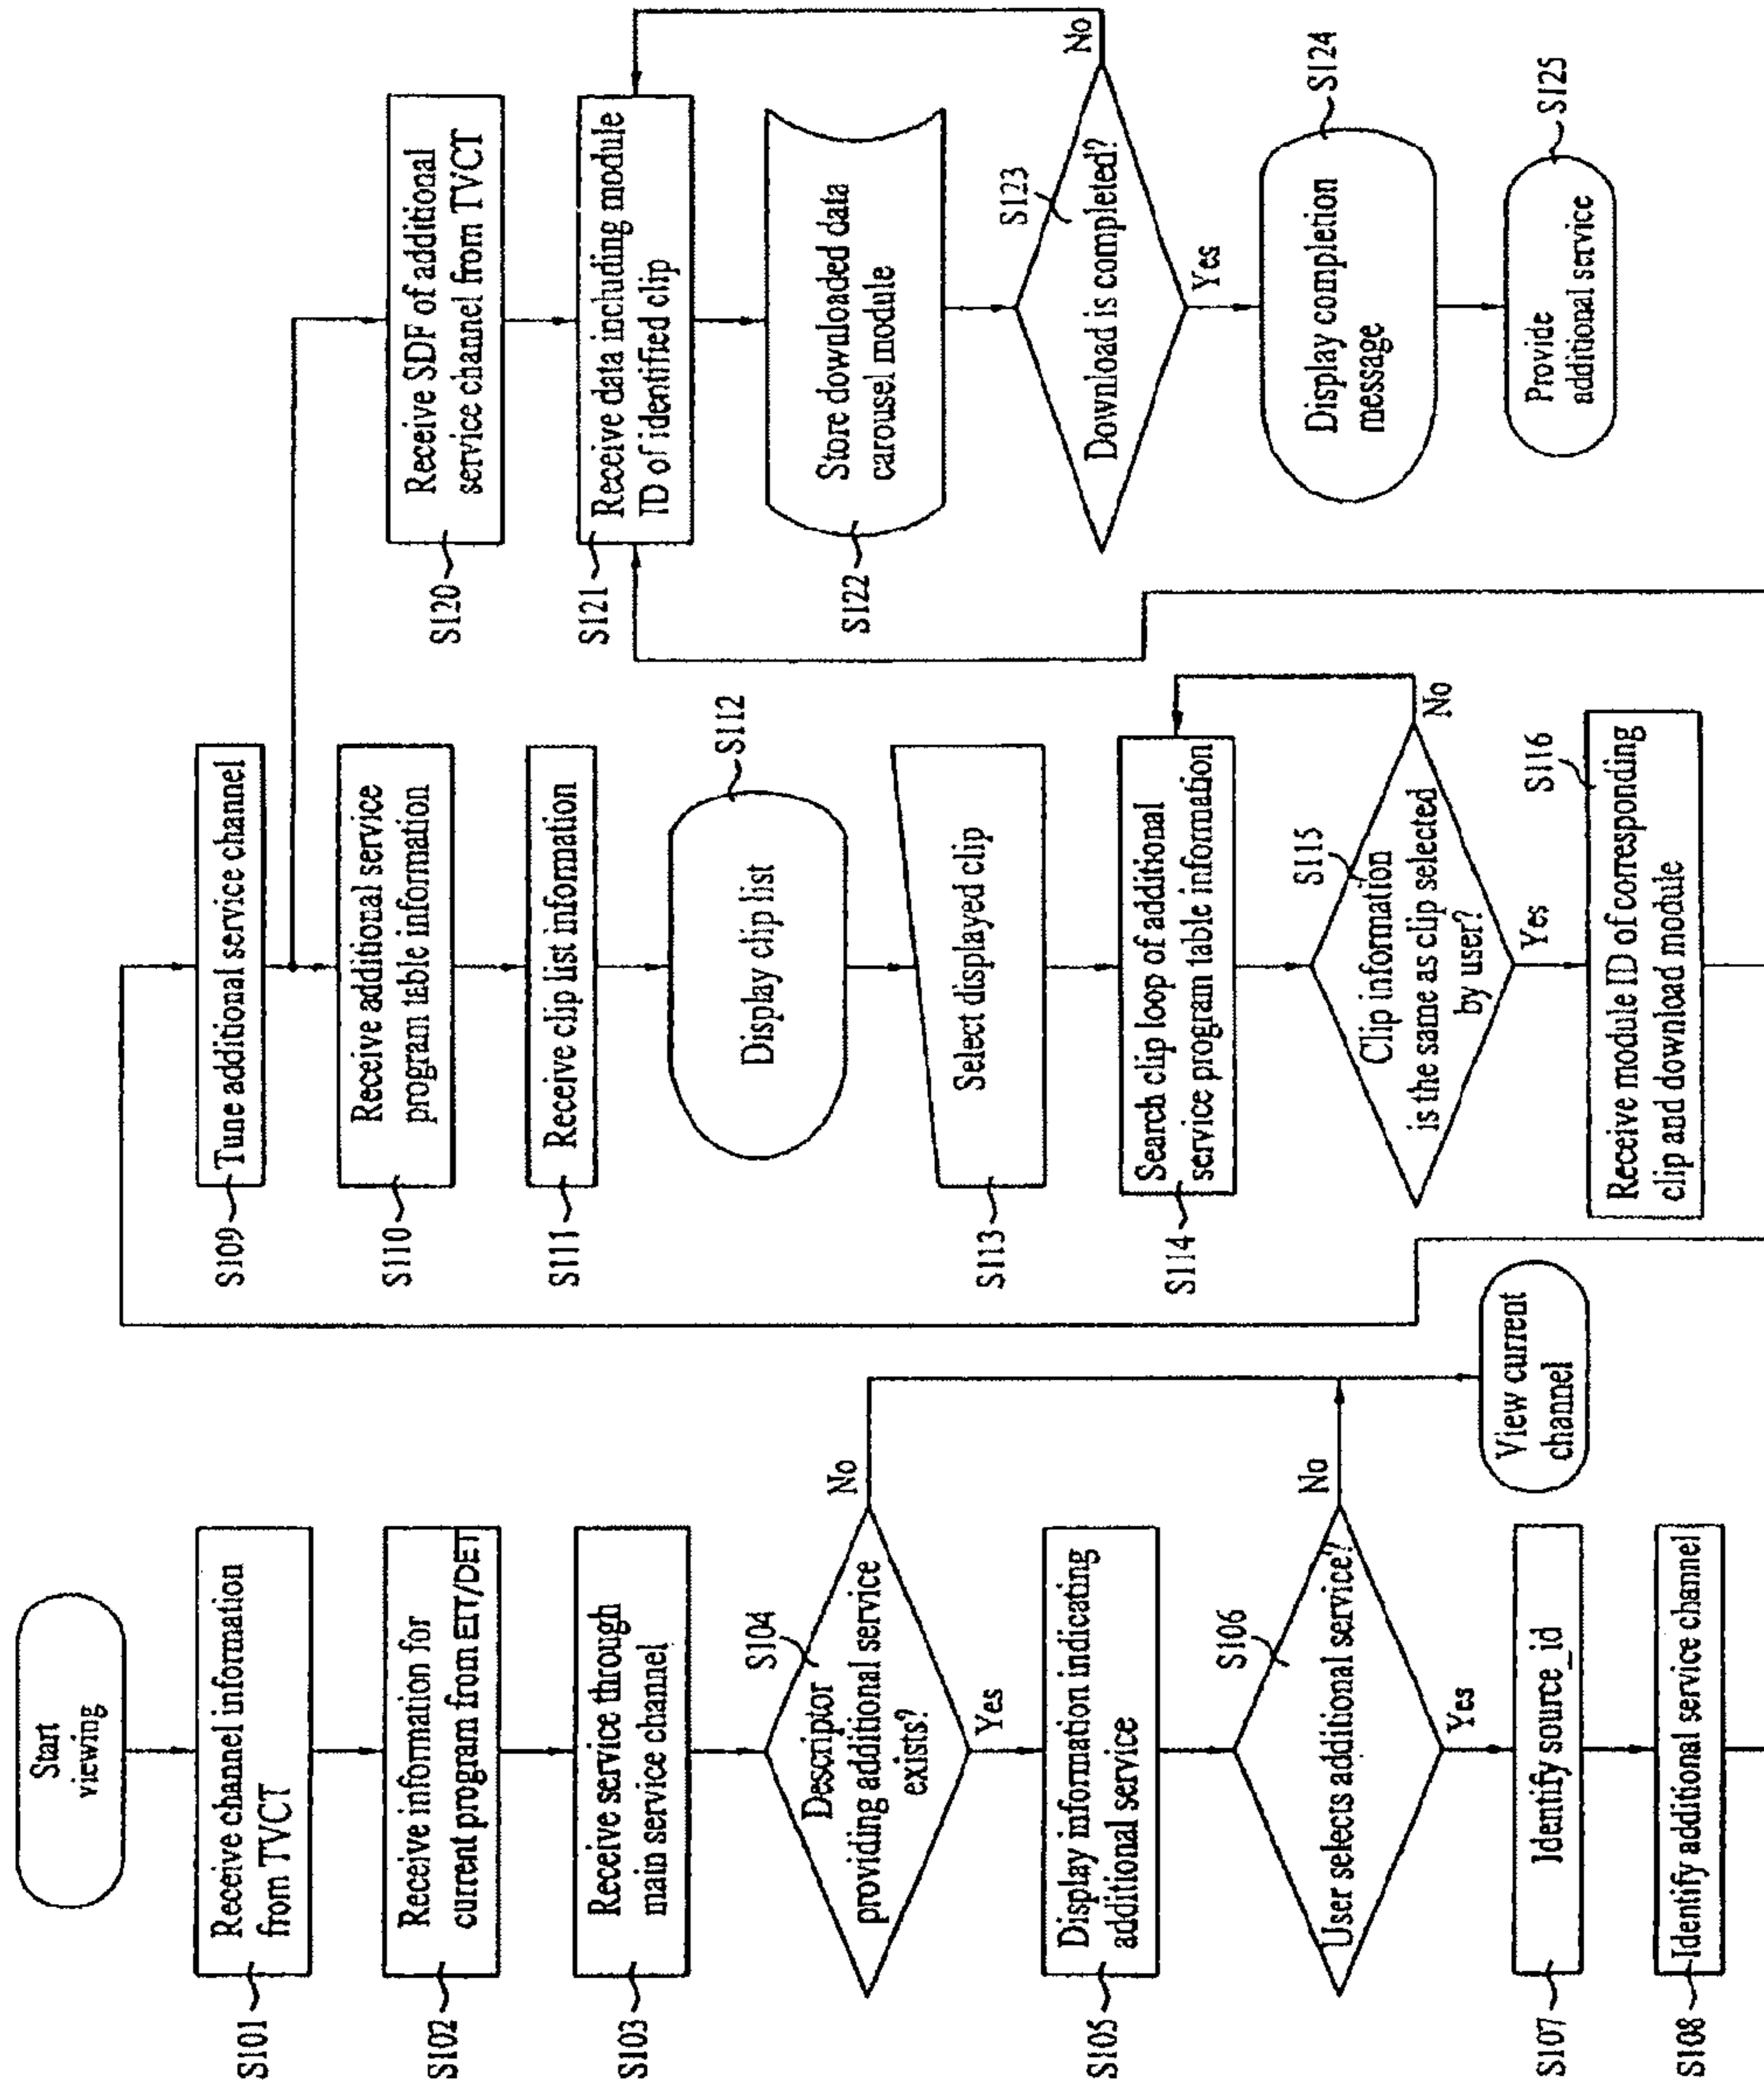 Start
viewing
S101
Receive channel information
from TVCT
S102
Receive information for
current program from EIT/DET
S103
Receive service through
main service channel
S104
Descriptor
providing additional service
exists?
No
Yes
S105
Display information indicating
additional service
S106
User selects additional service?
No
Yes
View current
channel
S107
Identify source_id
S108
Identify additional service channel
S109
Tune additional service channel
S110
Receive additional service
program table information
S111
Receive clip list information
S112
Display clip list
S113
Select displayed clip
S114
Search clip loop of additional
service program table information
S115
Clip information
is the same as clip selected
by user?
No
Yes
S116
Receive module ID of corresponding
clip and download module
S120
Receive SDF of additional
service channel from TVCT
S121
Receive data including module
ID of identified clip
S122
Store dowloaded data
carousel module
S123
Download is completed?
No
Yes
S124
Display completion
message
S125
Provide
additional service